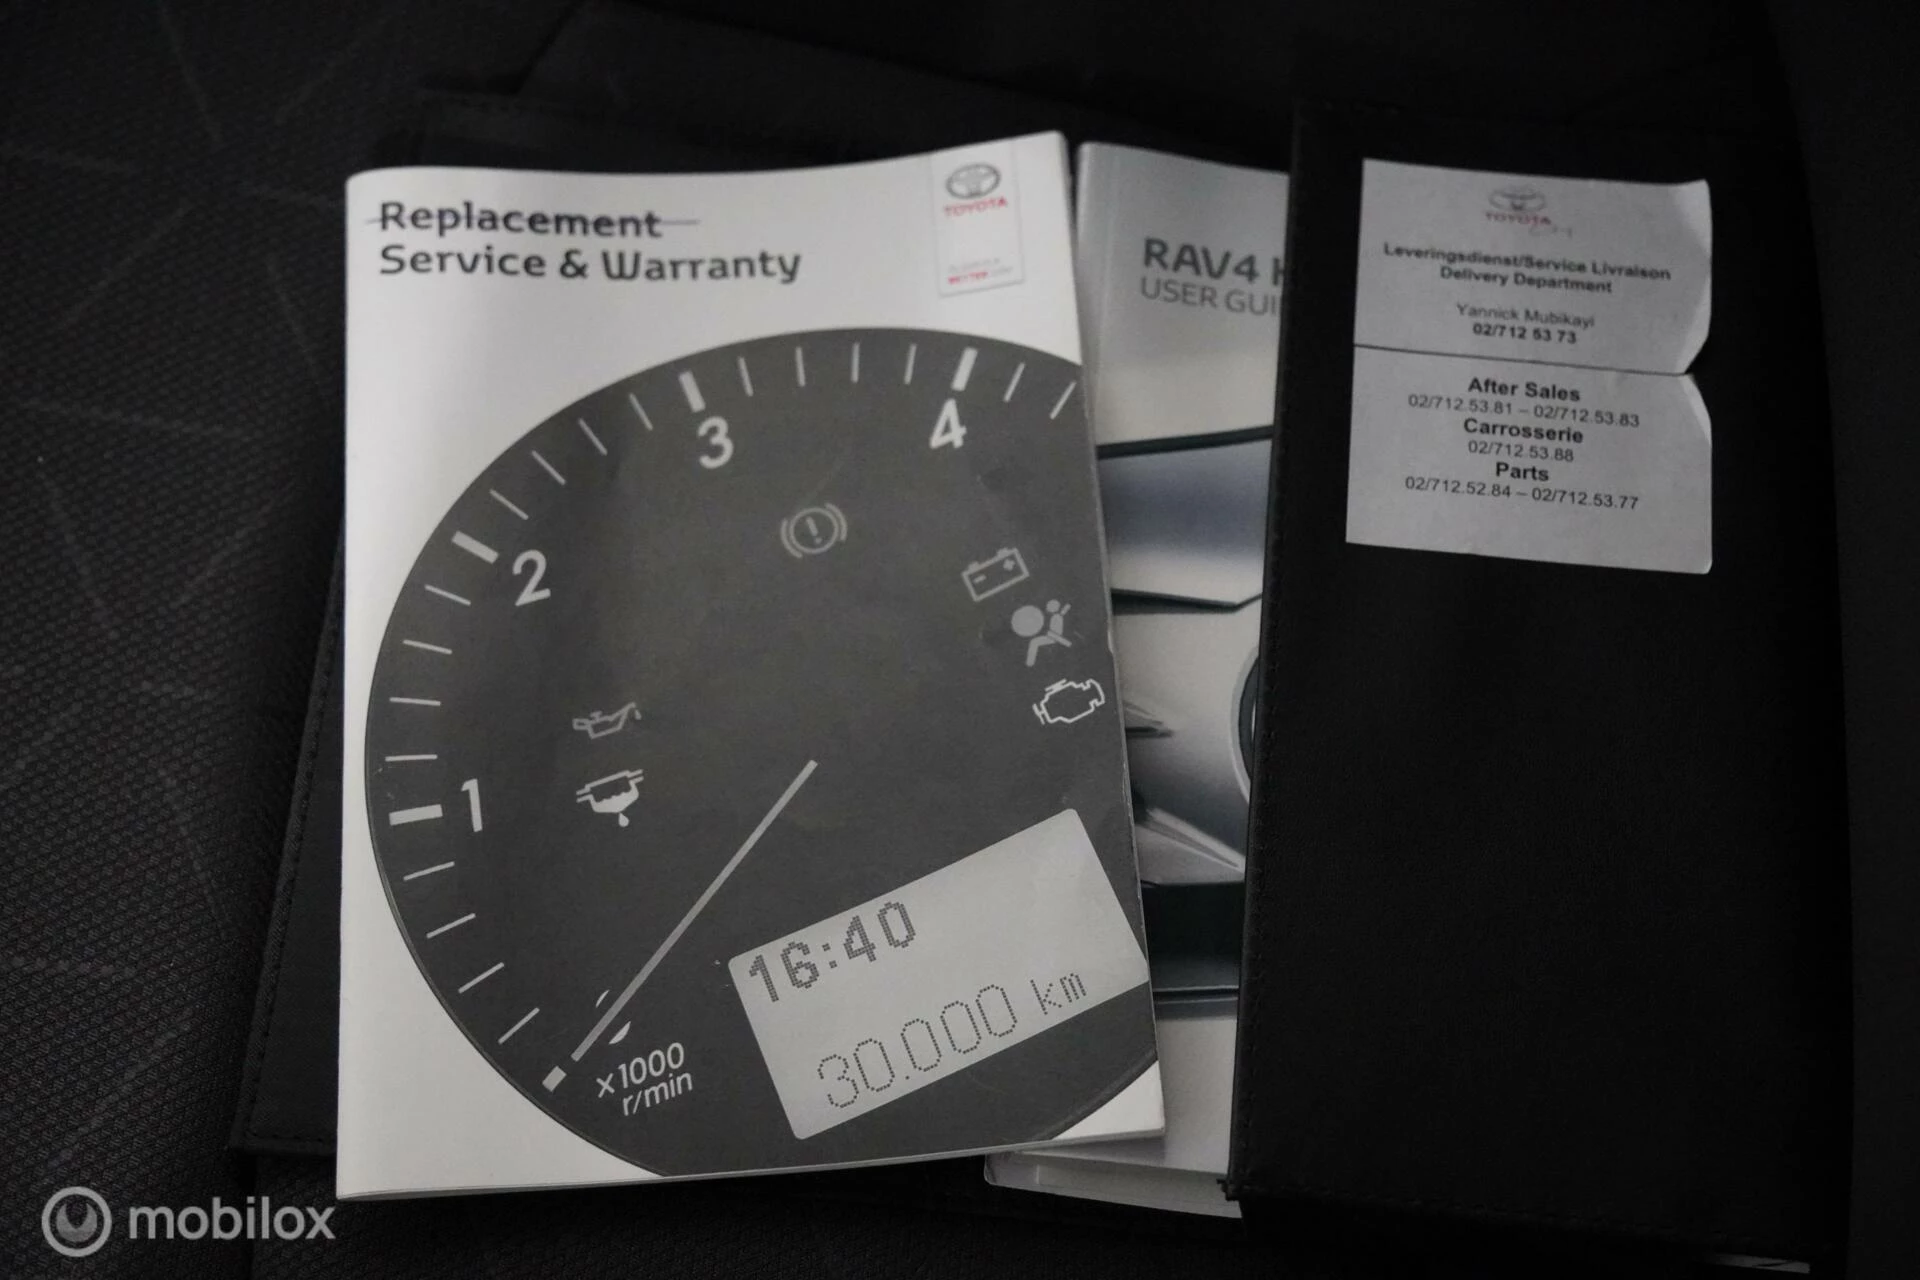 Replacement
Service & Warranty
TOYOTA
3
4
2
1
16:40
30.000 km
x1000
r/min
RAV4
USER GUI
TOYOTA
Leveringsdienst/Service Livraison
Delivery Department
Yannick Mubikayi
02/712 53 73
After Sales
02/712.53.81 – 02/712.53.83
Carrosserie
02/712.53.88
Parts
02/712.52.84 – 02/712.53.77
mobilox